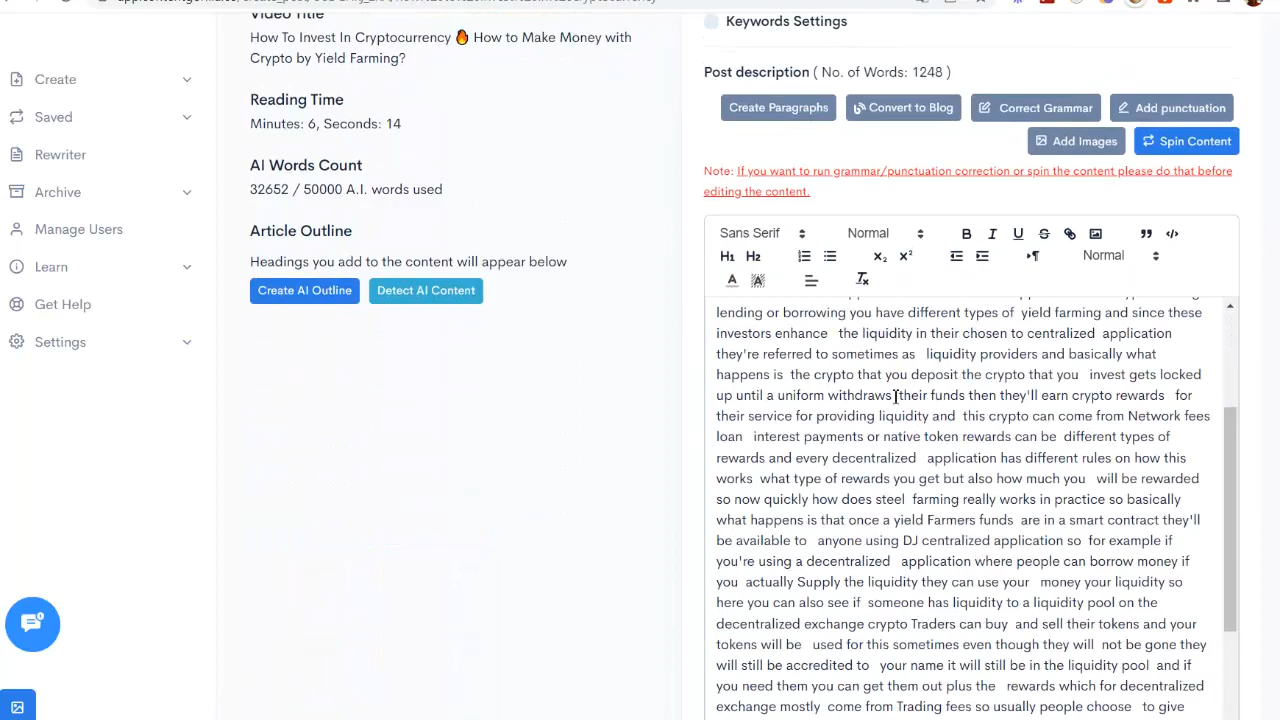 Video Title
How To Invest In Cryptocurrency 🔥 How to Make Money with
Crypto by Yield Farming?
Reading Time
Minutes: 6, Seconds: 14
AI Words Count
32652 / 50000 A.I. words used
Article Outline
Headings you add to the content will appear below
Create AI Outline
Detect AI Content
Create
Saved
Rewriter
Archive
Manage Users
Learn
Get Help
Settings
Keywords Settings
Post description ( No. of Words: 1248 )
Create Paragraphs
Convert to Blog
Correct Grammar
Add punctuation
Add Images
Spin Content
Note: If you want to run grammar/punctuation correction or spin the content please do that before
editing the content.
Sans Serif
Normal
B I U S
H1 H2
Normal
lending or borrowing you have different types of yield farming and since these
investors enhance the liquidity in their chosen to centralized application
they're referred to sometimes as liquidity providers and basically what
happens is the crypto that you deposit the crypto that you invest gets locked
up until a uniform withdraws their funds then they'll earn crypto rewards for
their service for providing liquidity and this crypto can come from Network fees
loan interest payments or native token rewards can be different types of
rewards and every decentralized application has different rules on how this
works what type of rewards you get but also how much you will be rewarded
so now quickly how does steel farming really works in practice so basically
what happens is that once a yield Farmers funds are in a smart contract they'll
be available to anyone using DJ centralized application so for example if
you're using a decentralized application where people can borrow money if
you actually Supply the liquidity they can use your money your liquidity so
here you can also see if someone has liquidity to a liquidity pool on the
decentralized exchange crypto Traders can buy and sell their tokens and your
tokens will be used for this sometimes even though they will not be gone they
will still be accredited to your name it will still be in the liquidity pool and if
you need them you can get them out plus the rewards which for decentralized
exchange mostly come from Trading fees so usually people choose to give